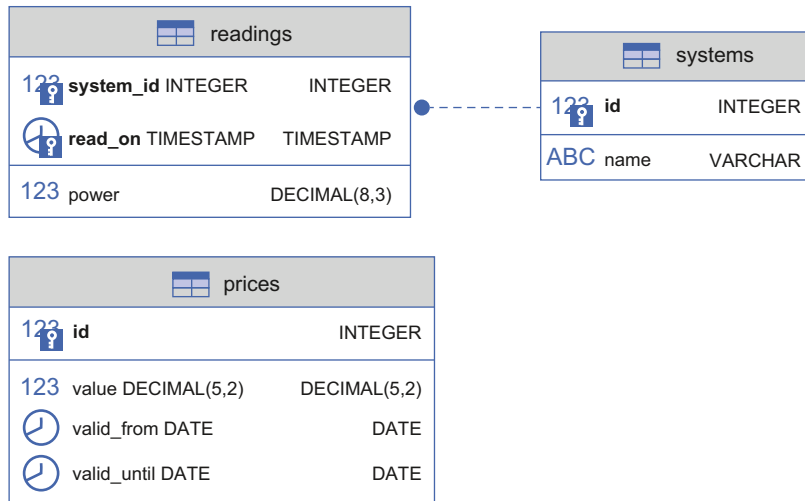 readings
123 system_id INTEGER INTEGER
read_on TIMESTAMP TIMESTAMP
123 power DECIMAL(8,3)
systems
123 id INTEGER
ABC name VARCHAR
prices
123 id INTEGER
123 value DECIMAL(5,2) DECIMAL(5,2)
valid_from DATE DATE
valid_until DATE DATE